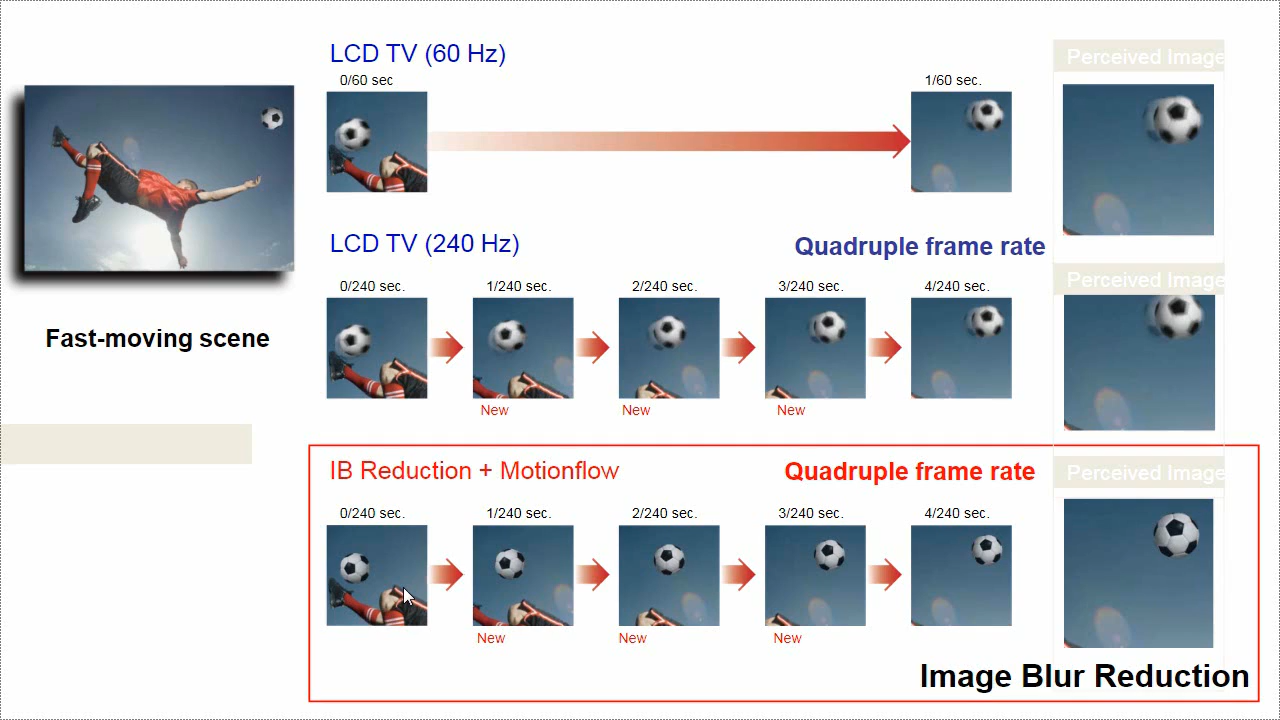 LCD TV (60 Hz)
0/60 sec
1/60 sec.
Perceived Image
Fast-moving scene
LCD TV (240 Hz)
Quadruple frame rate
0/240 sec.
1/240 sec.
2/240 sec.
3/240 sec.
4/240 sec.
Perceived Image
New
New
New
IB Reduction + Motionflow
Quadruple frame rate
Perceived Image
0/240 sec.
1/240 sec.
2/240 sec.
3/240 sec.
4/240 sec.
New
New
New
Image Blur Reduction